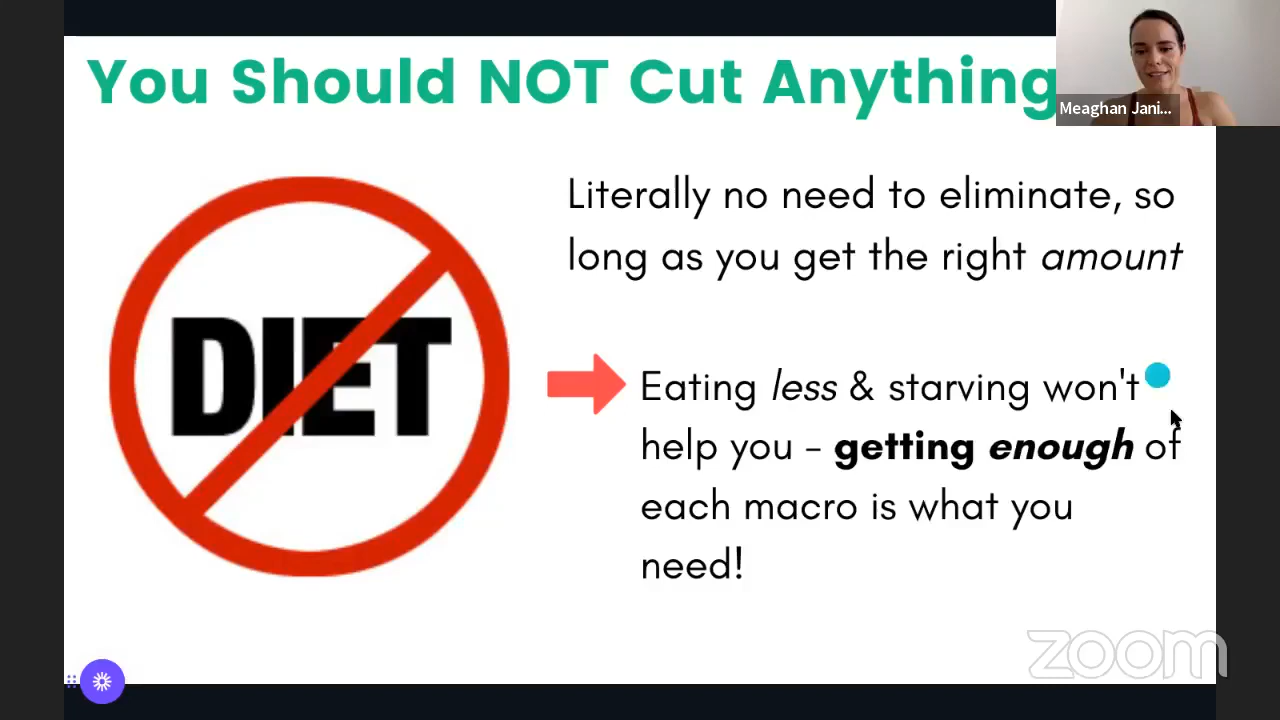 You Should NOT Cut Anything
Meaghan Jani...
Literally no need to eliminate, so
long as you get the right amount
DIET
Eating less & starving won't
help you - getting enough of
each macro is what you
need!
zoom